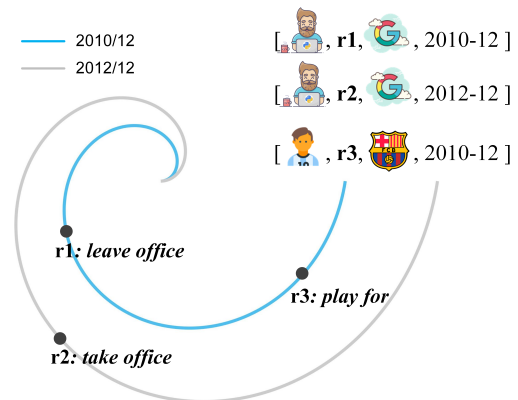 2010/12
2012/12
[ , r1, , 2010-12 ]
[ , r2, , 2012-12 ]
[ , r3, , 2010-12 ]
10
F C B
r1: leave office
r3: play for
r2: take office